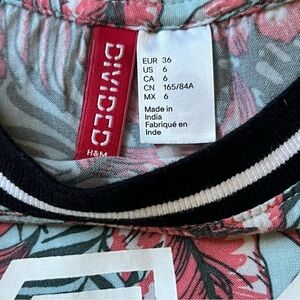 DIVIDED
H&M
EUR 36
US 6
CA 6
CN 165/84A
MX 6
Made in
India
Fabriqué en
Inde